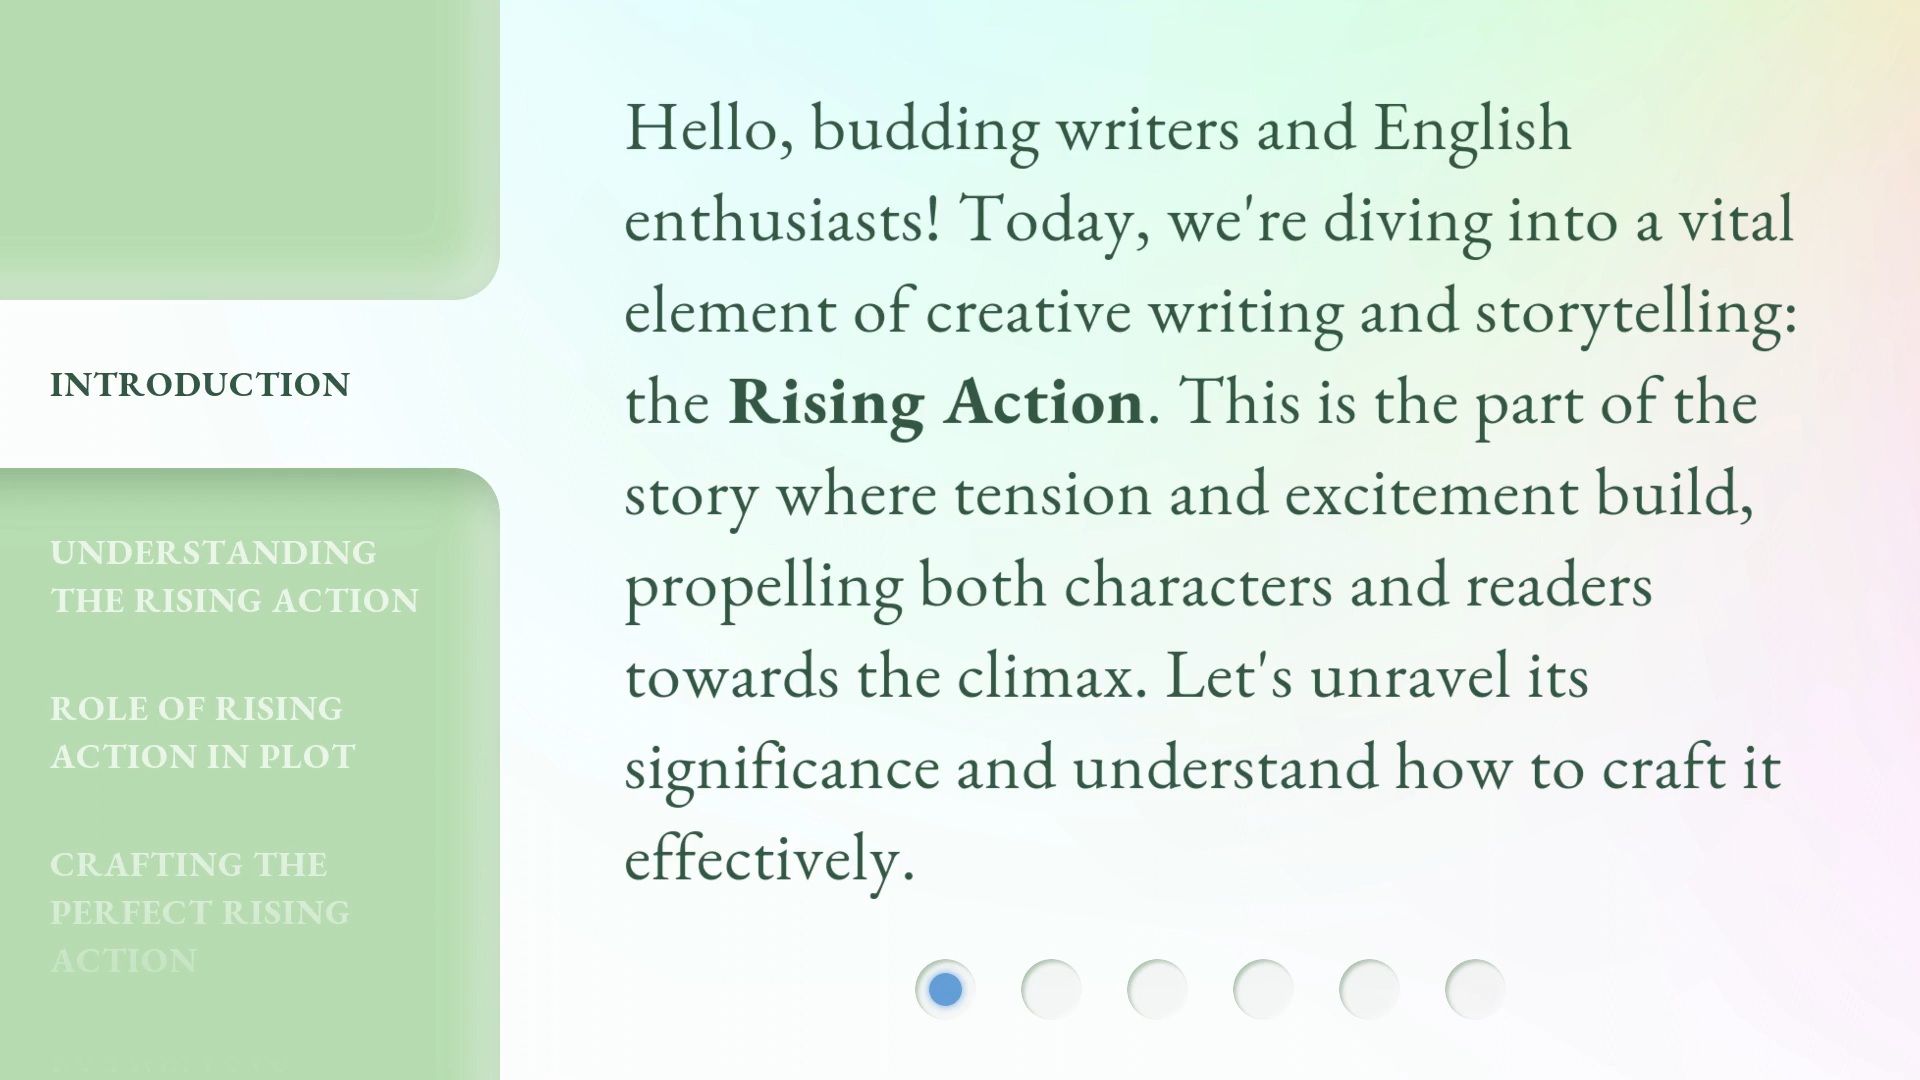 INTRODUCTION
UNDERSTANDING
THE RISING ACTION
ROLE OF RISING
ACTION IN PLOT
CRAFTING THE
PERFECT RISING
ACTION
Hello, budding writers and English
enthusiasts! Today, we're diving into a vital
element of creative writing and storytelling:
the Rising Action. This is the part of the
story where tension and excitement build,
propelling both characters and readers
towards the climax. Let's unravel its
significance and understand how to craft it
effectively.